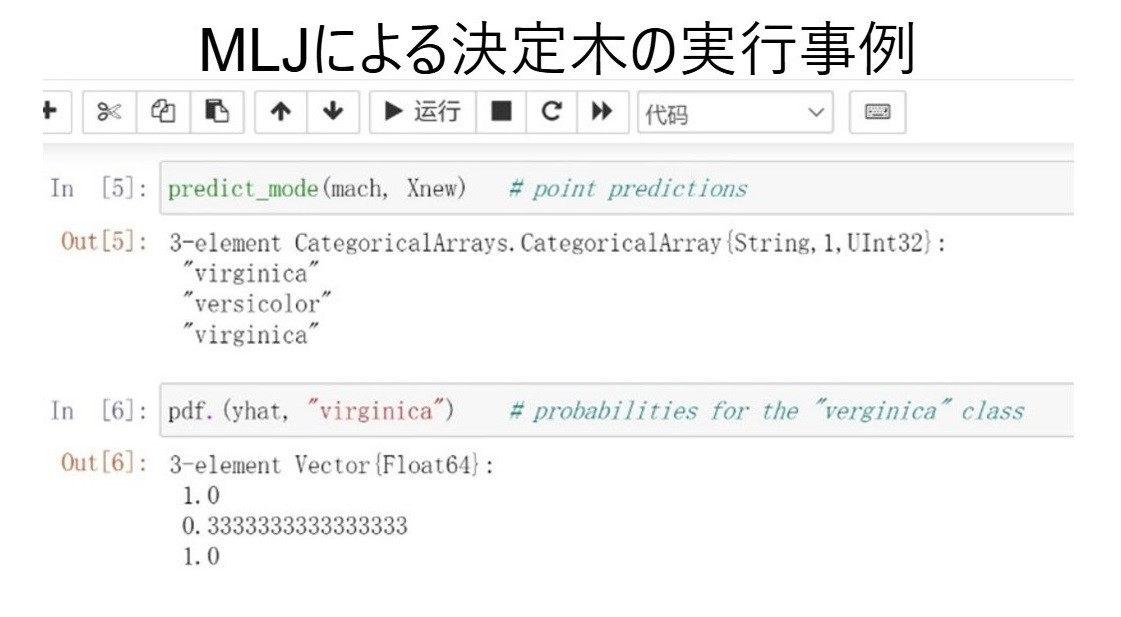 MLJによる決定木の実行事例
运行
代码
In [5]: predict_mode(mach, Xnew) # point predictions
Out[5]: 3-element CategoricalArrays.CategoricalArray{String,1,UInt32}:
"virginica"
"versicolor"
"virginica"
In [6]: pdf.(yhat, "virginica") # probabilities for the "verginica" class
Out[6]: 3-element Vector{Float64}:
1.0
0.3333333333333333
1.0